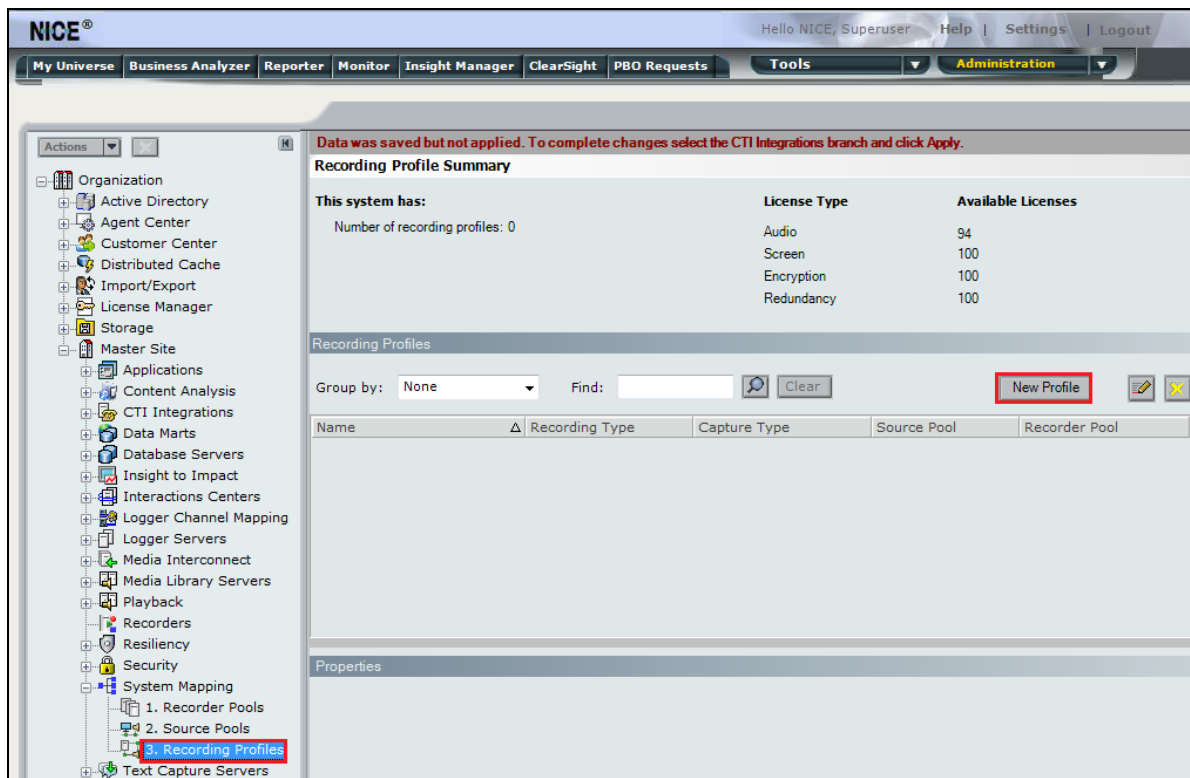 NICE®
Hello NICE, Superuser Help | Settings | Logout
My Universe Business Analyzer Reporter Monitor Insight Manager ClearSight PBO Requests Tools Administration
Actions
Organization
Active Directory
Agent Center
Customer Center
Distributed Cache
Import/Export
License Manager
Storage
Master Site
Applications
Content Analysis
CTI Integrations
Data Marts
Database Servers
Insight to Impact
Interactions Centers
Logger Channel Mapping
Logger Servers
Media Interconnect
Media Library Servers
Playback
Recorders
Resiliency
Security
System Mapping
1. Recorder Pools
2. Source Pools
3. Recording Profiles
Text Capture Servers
Data was saved but not applied. To complete changes select the CTI Integrations branch and click Apply.
Recording Profile Summary
This system has:
Number of recording profiles: 0
License Type Available Licenses
Audio 94
Screen 100
Encryption 100
Redundancy 100
Recording Profiles
Group by: None Find: Clear New Profile
Name Recording Type Capture Type Source Pool Recorder Pool
Properties